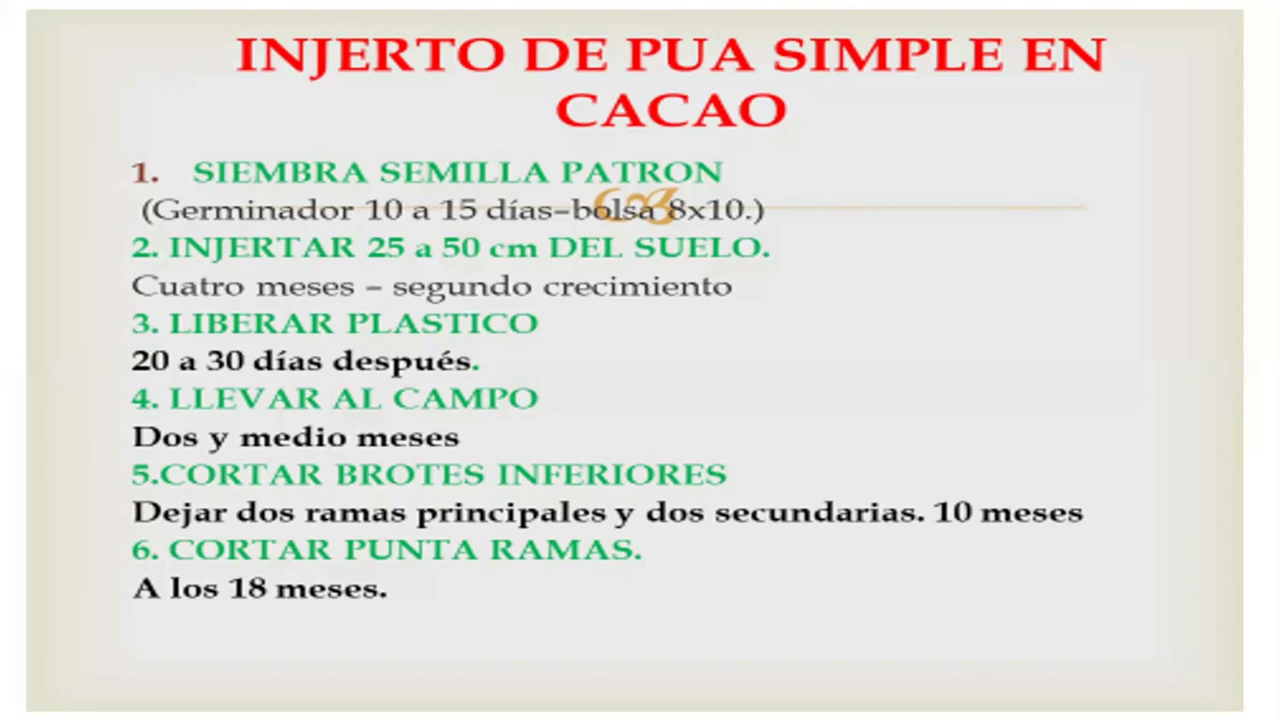 INJERTO DE PUA SIMPLE EN
CACAO
1. SIEMBRA SEMILLA PATRON
(Germinador 10 a 15 días–bolsa 8x10.)
2. INJERTAR 25 a 50 cm DEL SUELO.
Cuatro meses – segundo crecimiento
3. LIBERAR PLASTICO
20 a 30 días después.
4. LLEVAR AL CAMPO
Dos y medio meses
5.CORTAR BROTES INFERIORES
Dejar dos ramas principales y dos secundarias. 10 meses
6. CORTAR PUNTA RAMAS.
A los 18 meses.